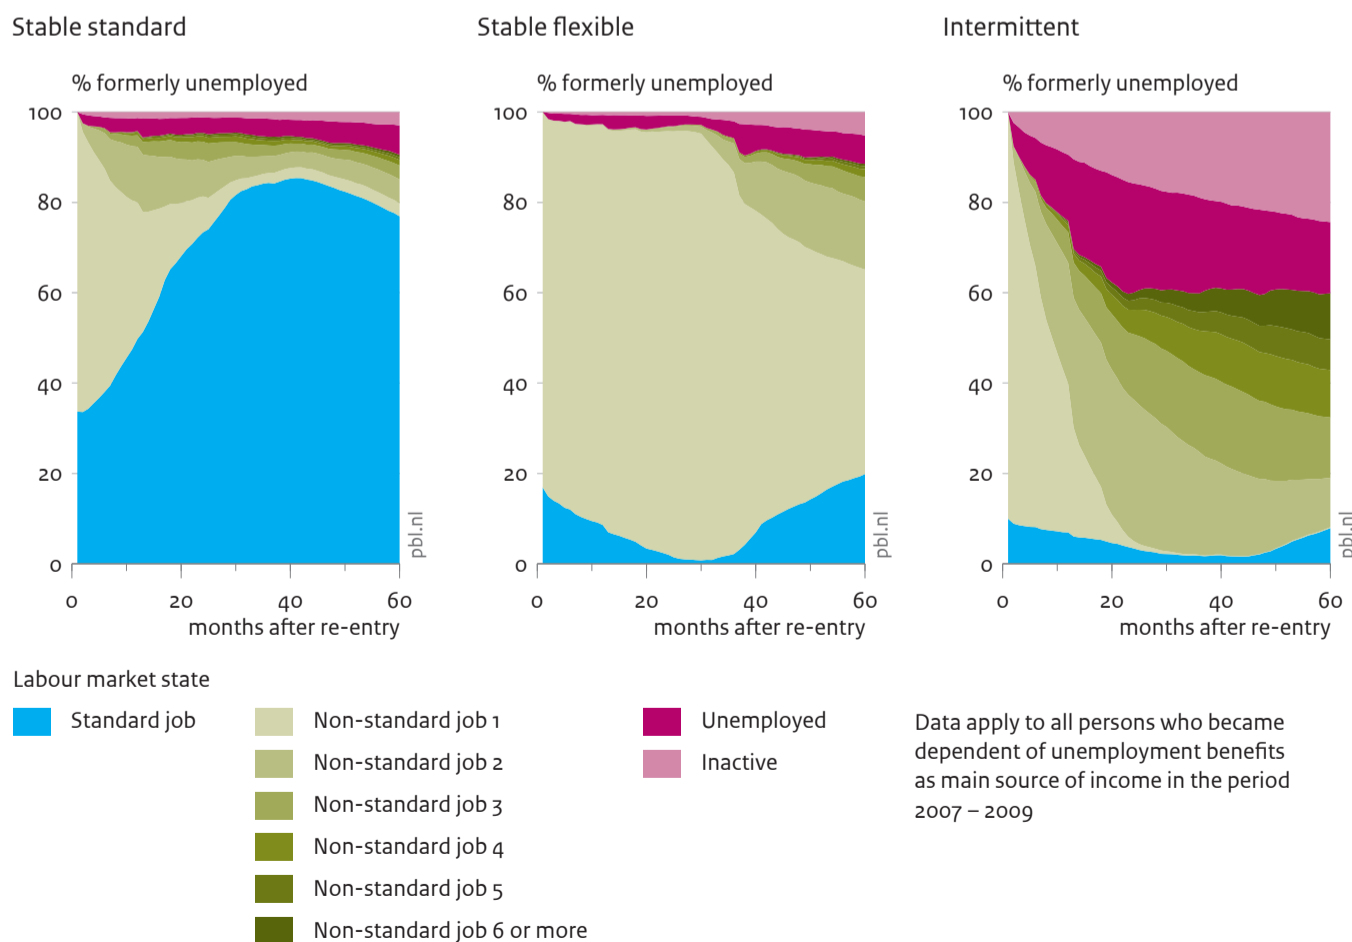 Stable standard
% formerly unemployed
100
80
60
40
20
0
0 20 40 60
months after re-entry
pbl.nl
Stable flexible
% formerly unemployed
100
80
60
40
20
0
0 20 40 60
months after re-entry
pbl.nl
Intermittent
% formerly unemployed
100
80
60
40
20
0
0 20 40 60
months after re-entry
pbl.nl
Labour market state
Standard job
Non-standard job 1
Non-standard job 2
Non-standard job 3
Non-standard job 4
Non-standard job 5
Non-standard job 6 or more
Unemployed
Inactive
Data apply to all persons who became
dependent of unemployment benefits
as main source of income in the period
2007 – 2009